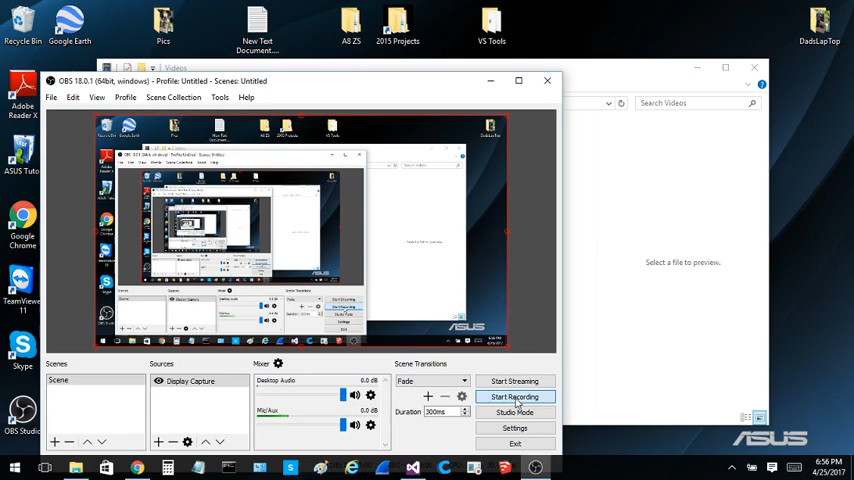 Recycle Bin
Google Earth
Pics
New Text
Document....
A8 ZS
2015 Projects
VS Tools
DadsLapTop
Adobe
Reader X
ASUS Tuto
Google
Chrome
TeamViewer
11
Skype
OBS Studio
Videos
Search Videos
Select a file to preview.
OBS 18.0.1 (64bit, windows) - Profile: Untitled - Scenes: Untitled
File Edit View Profile Scene Collection Tools Help
Scenes
Scene
Sources
Display Capture
Mixer
Desktop Audio 0.0 dB
Mic/Aux 0.0 dB
Scene Transitions
Fade
Duration 300ms
Start Streaming
Start Recording
Studio Mode
Settings
Exit
ASUS
6:56 PM
4/25/2017